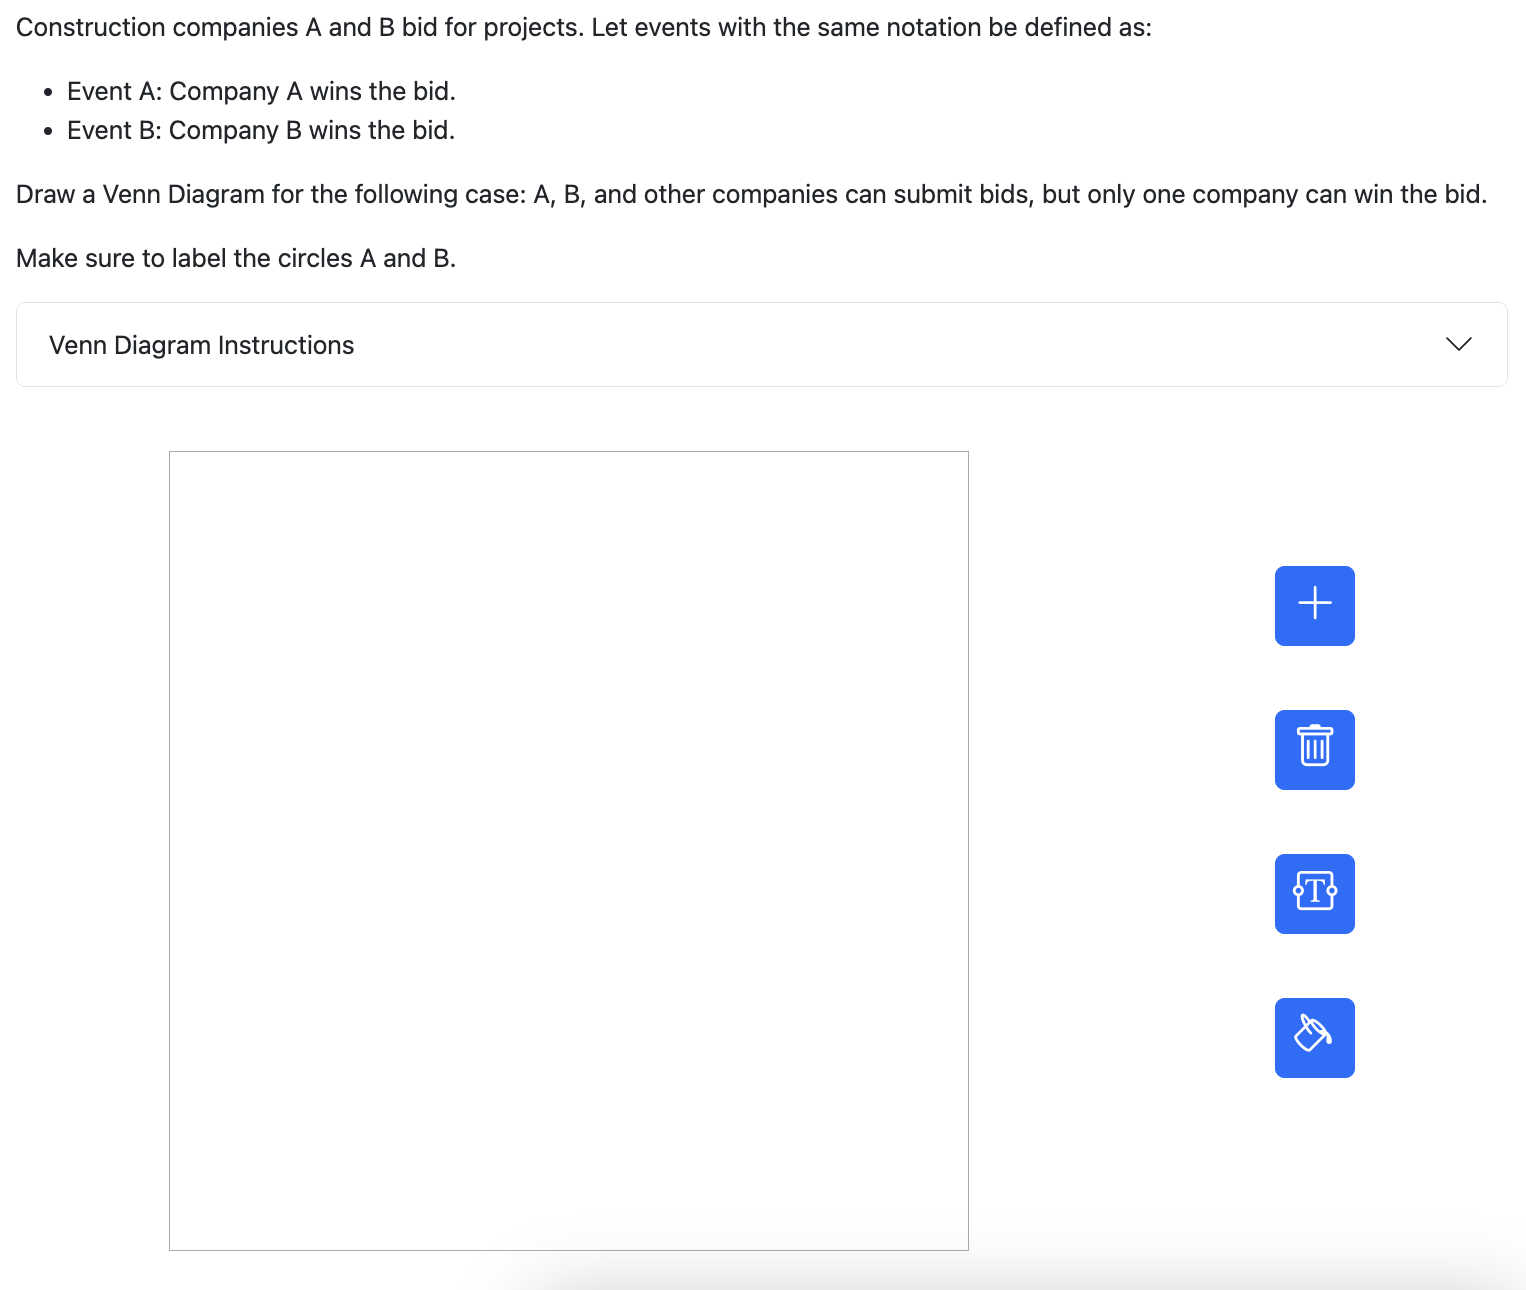 Construction companies A and B bid for projects. Let events with the same notation be defined as:
• Event A: Company A wins the bid.
• Event B: Company B wins the bid.
Draw a Venn Diagram for the following case: A, B, and other companies can submit bids, but only one company can win the bid.
Make sure to label the circles A and B.
Venn Diagram Instructions
T